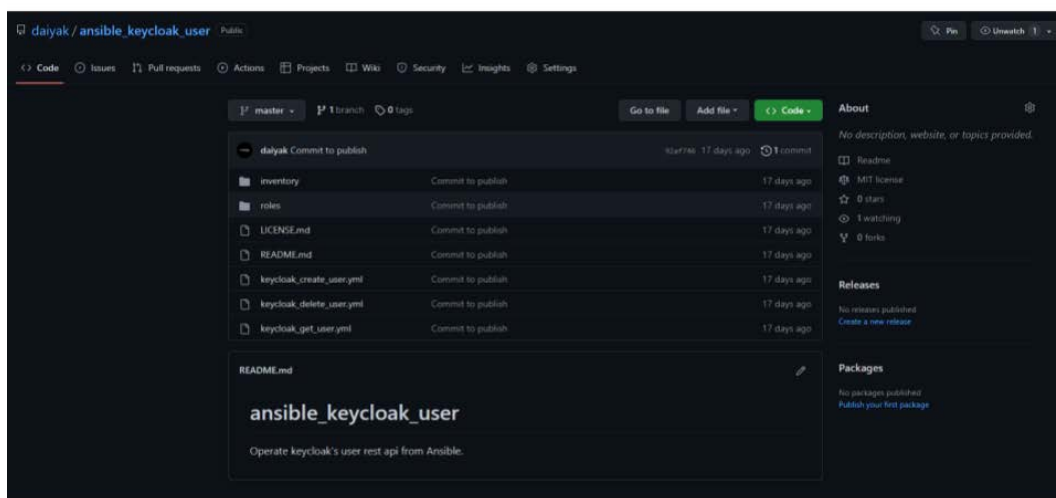 daiyak / ansible_keycloak_user Public
Pin Unwatch 1
<> Code Issues Pull requests Actions Projects Wiki Security Insights Settings
master 1 branch 0 tags Go to file Add file <> Code
daiyak Commit to publish 17 days ago 1 commit
inventory Commit to publish 17 days ago
roles Commit to publish 17 days ago
LICENSE.md Commit to publish 17 days ago
README.md Commit to publish 17 days ago
keycloak_create_user.yml Commit to publish 17 days ago
keycloak_delete_user.yml Commit to publish 17 days ago
keycloak_get_user.yml Commit to publish 17 days ago
README.md
ansible_keycloak_user
Operate keycloak's user rest api from Ansible.
About
No description, website, or topics provided.
Readme
MIT license
0 stars
1 watching
0 forks
Releases
No releases published
Create a new release
Packages
No packages published
Publish your first package